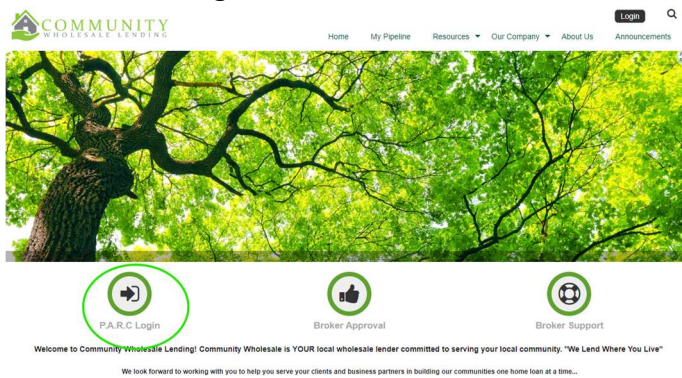 Login
COMMUNITY
WHOLESALE LENDING
Home My Pipeline Resources Our Company About Us Announcements
P.A.R.C Login Broker Approval Broker Support
Welcome to Community Wholesale Lending! Community Wholesale is YOUR local wholesale lender committed to serving your local community. "We Lend Where You Live"
We look forward to working with you to help you serve your clients and business partners in building our communities one home loan at a time...